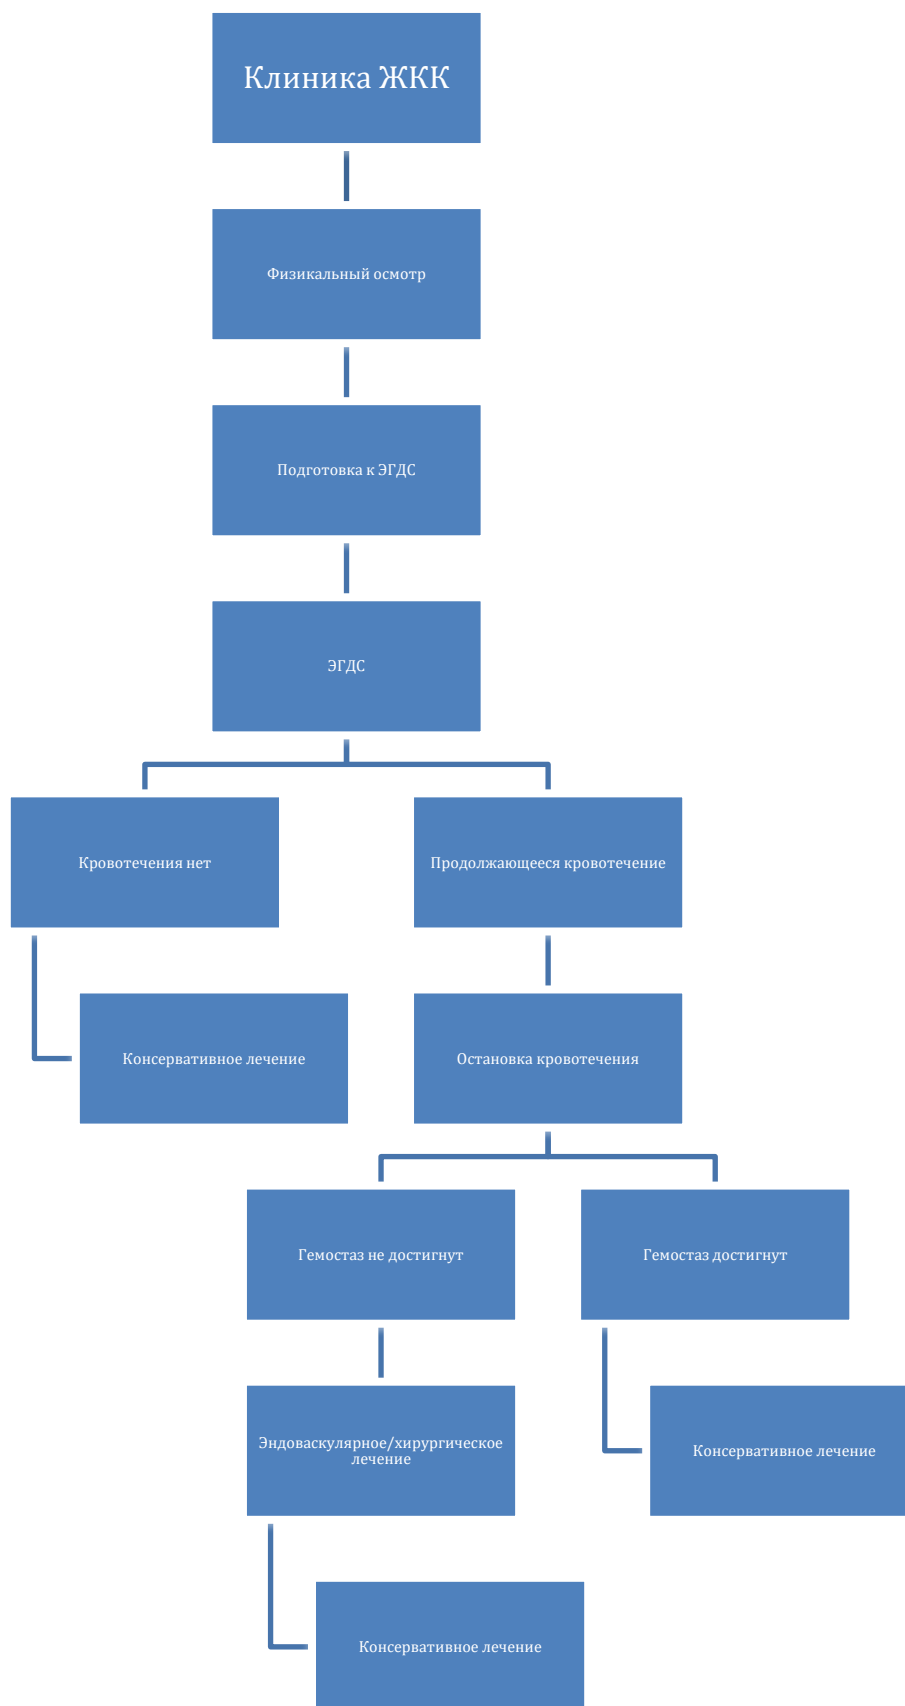 Клиника ЖКК
Физикальный осмотр
Подготовка к ЭГДС
ЭГДС
Кровотечения нет
Продолжающееся кровотечение
Консервативное лечение
Остановка кровотечения
Гемостаз не достигнут
Гемостаз достигнут
Эндоваскулярное/хирургическое
лечение
Консервативное лечение
Консервативное лечение